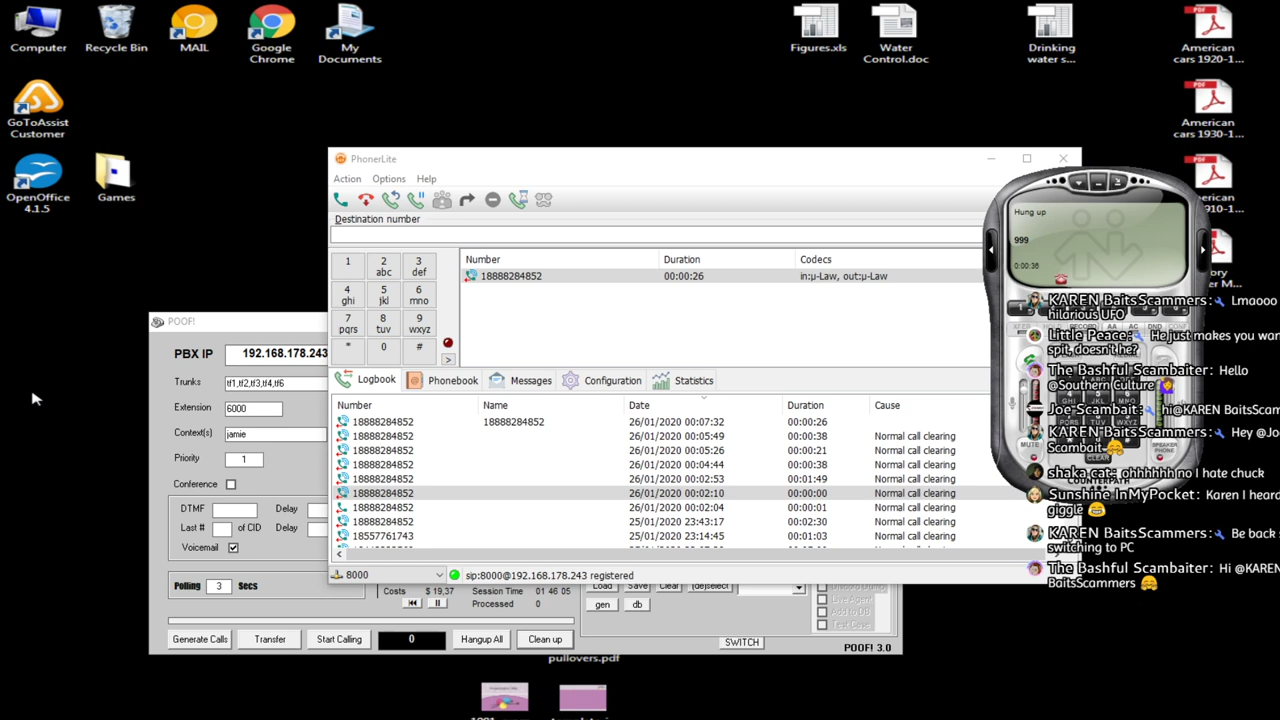 Computer
Recycle Bin
MAIL
Google
Chrome
My
Documents
Figures.xls
Water
Control.doc
Drinking
water s...
American
cars 1920-1...
GoToAssist
Customer
American
cars 1930-1...
OpenOffice
4.1.5
Games
PhonerLite
Action Options Help
Destination number
1
2
abc
3
def
4
ghi
5
jkl
6
mno
7
pqrs
8
tuv
9
wxyz
*
0
#
>
Number Duration Codecs
18888284852 00:00:26 in:µ-Law, out:µ-Law
Logbook Phonebook Messages Configuration Statistics
Number Name Date Duration Cause
18888284852 18888284852 26/01/2020 00:07:32 00:00:26
18888284852 26/01/2020 00:05:49 00:00:38 Normal call clearing
18888284852 26/01/2020 00:05:26 00:00:21 Normal call clearing
18888284852 26/01/2020 00:04:44 00:00:38 Normal call clearing
18888284852 26/01/2020 00:02:53 00:01:49 Normal call clearing
18888284852 26/01/2020 00:02:10 00:00:00 Normal call clearing
18888284852 26/01/2020 00:02:04 00:00:01 Normal call clearing
18888284852 25/01/2020 23:43:17 00:02:30 Normal call clearing
18557761743 25/01/2020 23:14:45 00:01:03 Normal call clearing
8000 sip:8000@192.168.178.243 registered
POOF!
PBX IP 192.168.178.243
Trunks tf1,tf2,tf3,tf4,tf6
Extension 6000
Context(s) jamie
Priority 1
Conference
DTMF Delay
Last # of CID Delay
Voicemail
Polling 3 Secs
Costs $ 19,37
Session Time 01 46 05
Processed 0
Load Save Clear (de)select
gen db
Generate Calls Transfer Start Calling 0 Hangup All Clean up
SWITCH
POOF! 3.0
pullovers.pdf
Hung up
999
0:00:38
MUTE
SPEAKER
PHONE
CLEAR
COUNTERPATH
KAREN BaitsScammers: Lmaooo
hilarious UFO
Little Peace: He just makes you wan
spit, doesn't he?
The Bashful Scambaiter: Hello
@Southern Culture
Joe Scambait: hi@KAREN BaitsScam
KAREN BaitsScammers: Hey @Jo
Scambait
shaka cat: ohhhhhh no I hate chuck
Sunshine InMyPocket: Karen I heard
giggle
KAREN BaitsScammers: Be back
switching to PC
The Bashful Scambaiter: Hi @KAREN
BaitsScammers